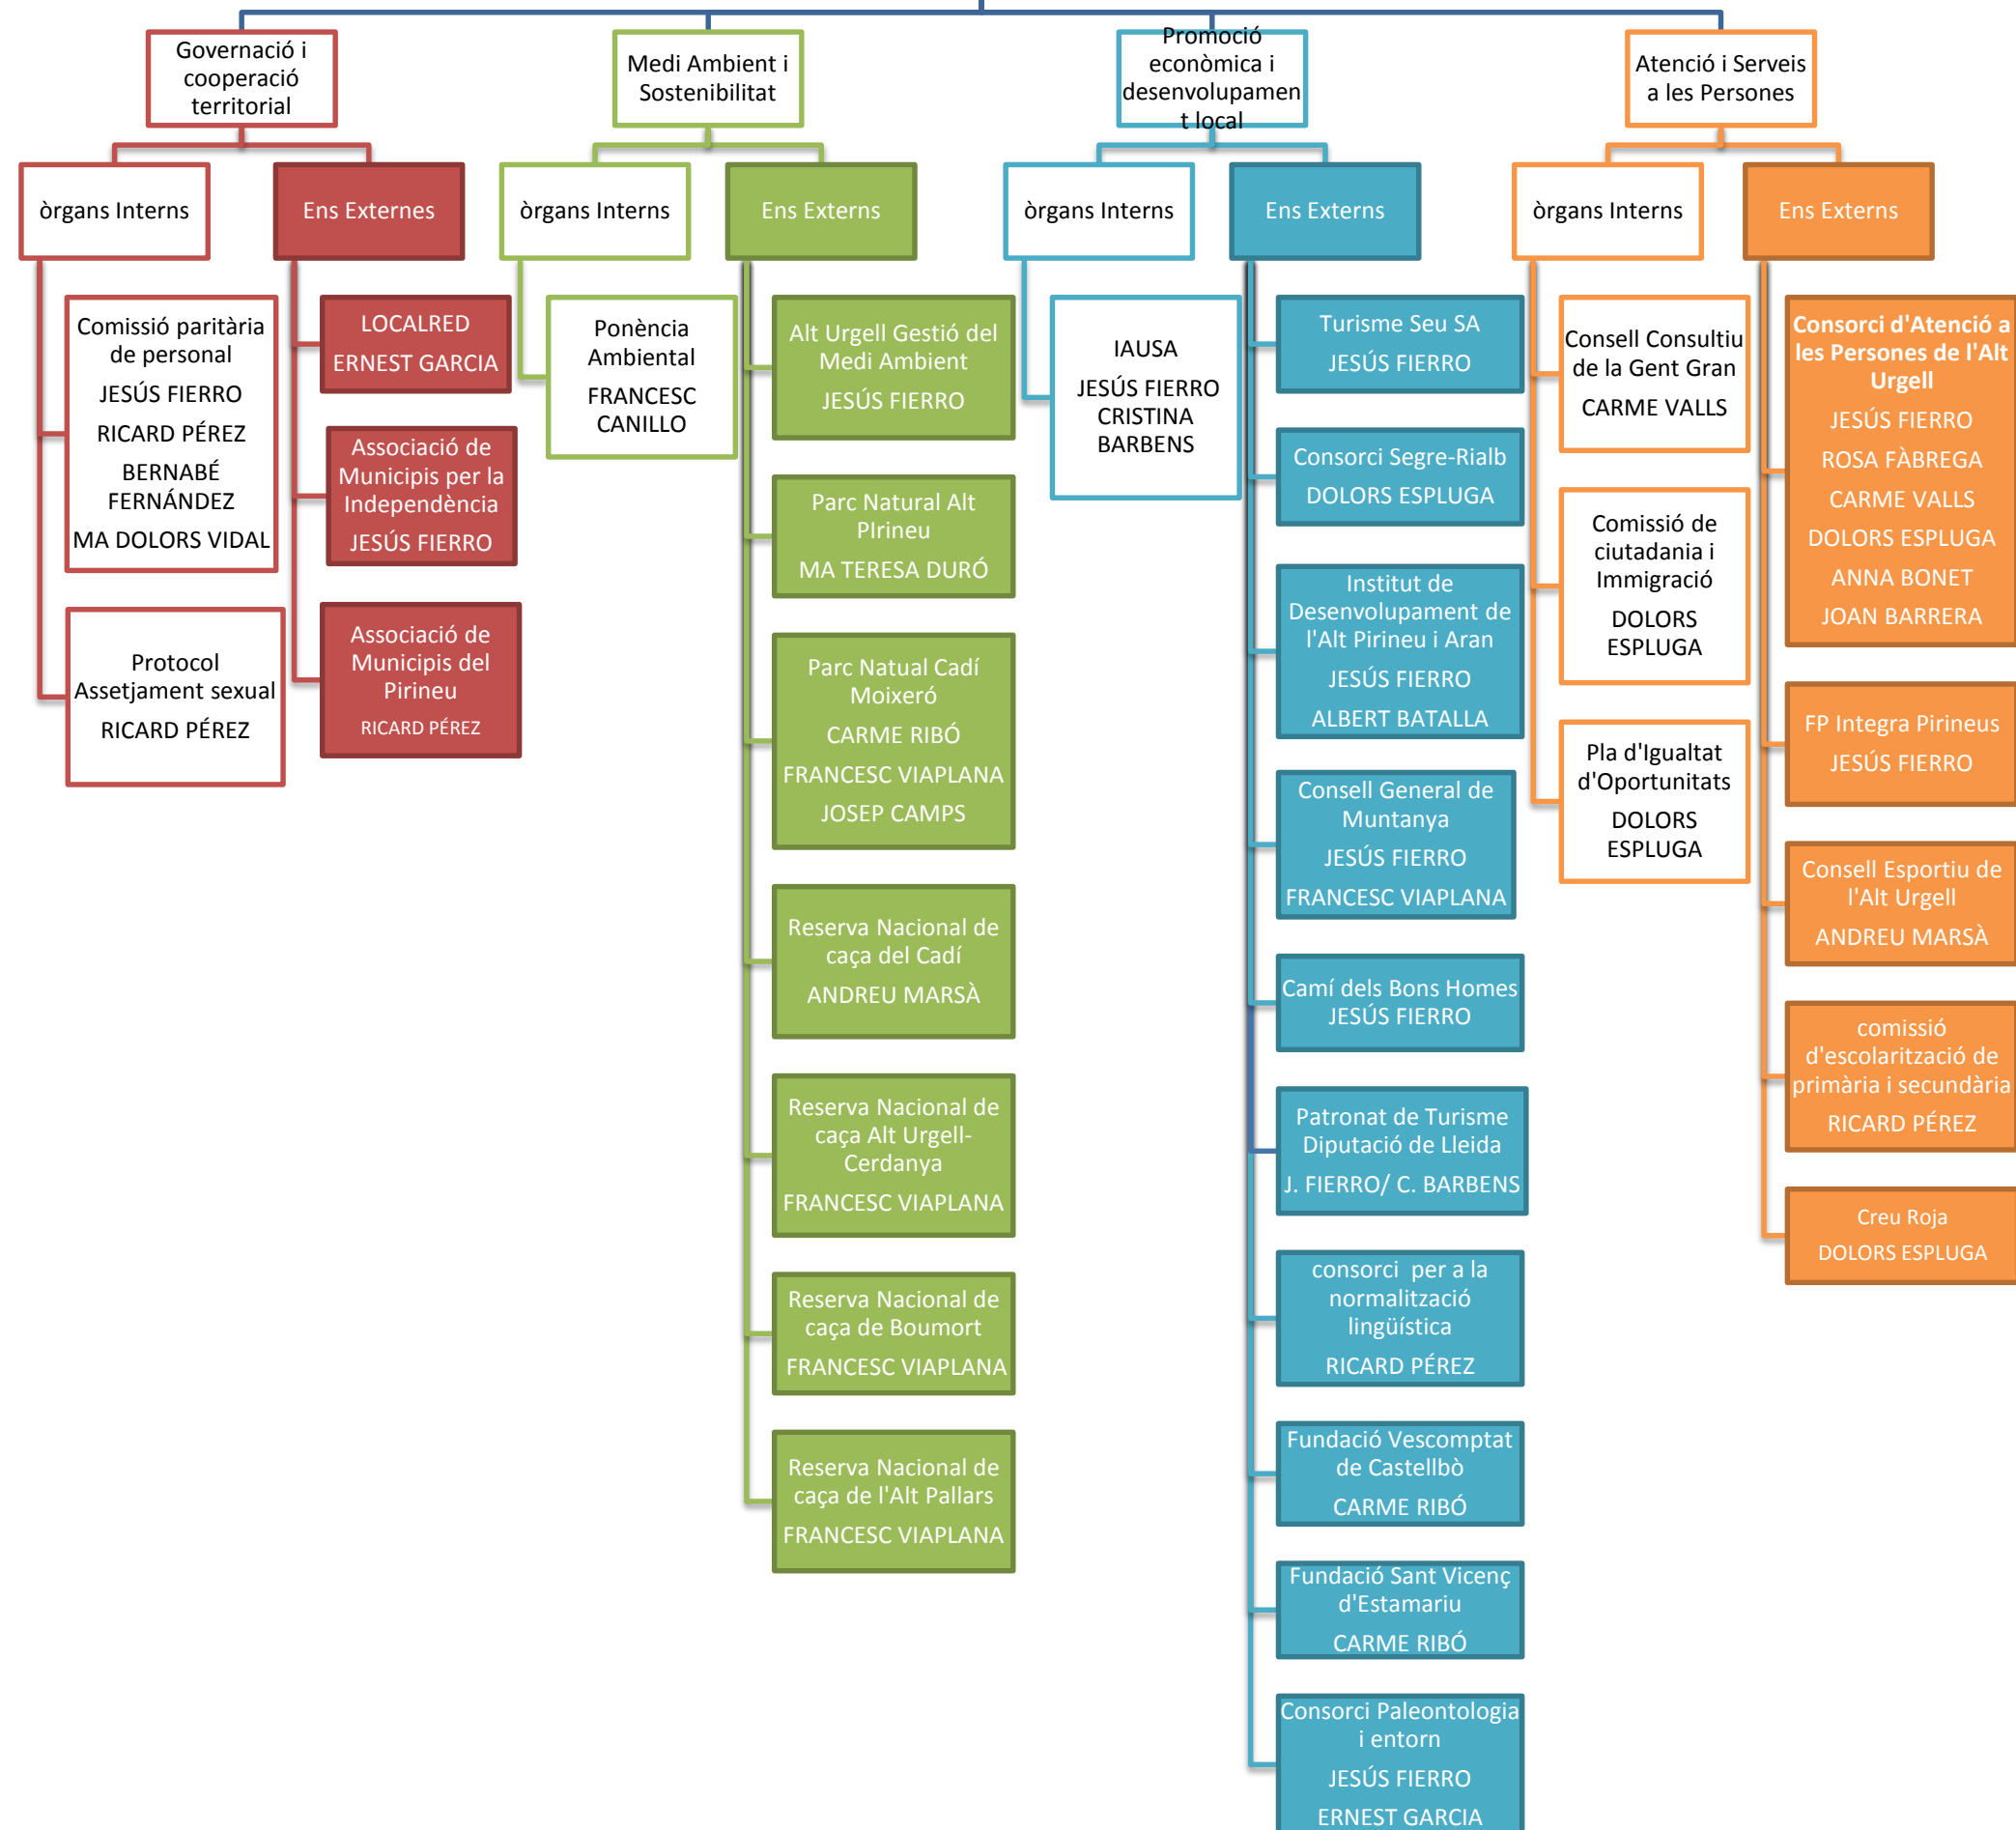 Governació i
cooperació
territorial
òrgans Interns
Comissió paritària
de personal
JESÚS FIERRO
RICARD PÉREZ
BERNABÉ
FERNÁNDEZ
MA DOLORS VIDAL
Protocol
Assetjament sexual
RICARD PÉREZ
Ens Externes
LOCALRED
ERNEST GARCIA
Associació de
Municipis per la
Independència
JESÚS FIERRO
Associació de
Municipis del
Pirineu
RICARD PÉREZ
Medi Ambient i
Sostenibilitat
òrgans Interns
Ponència
Ambiental
FRANCESC
CANILLO
Ens Externs
Alt Urgell Gestió del
Medi Ambient
JESÚS FIERRO
Parc Natural Alt
PIrineu
MA TERESA DURÓ
Parc Natual Cadí
Moixeró
CARME RIBÓ
FRANCESC VIAPLANA
JOSEP CAMPS
Reserva Nacional de
caça del Cadí
ANDREU MARSÀ
Reserva Nacional de
caça Alt Urgell-
Cerdanya
FRANCESC VIAPLANA
Reserva Nacional de
caça de Boumort
FRANCESC VIAPLANA
Reserva Nacional de
caça de l'Alt Pallars
FRANCESC VIAPLANA
Promoció
econòmica i
desenvolupamen
t local
òrgans Interns
IAUSA
JESÚS FIERRO
CRISTINA
BARBENS
Ens Externs
Turisme Seu SA
JESÚS FIERRO
Consorci Segre-Rialb
DOLORS ESPLUGA
Institut de
Desenvolupament de
l'Alt Pirineu i Aran
JESÚS FIERRO
ALBERT BATALLA
Consell General de
Muntanya
JESÚS FIERRO
FRANCESC VIAPLANA
Camí dels Bons Homes
JESÚS FIERRO
Patronat de Turisme
Diputació de Lleida
J. FIERRO/ C. BARBENS
consorci  per a la
normalització
lingüística
RICARD PÉREZ
Fundació Vescomptat
de Castellbò
CARME RIBÓ
Fundació Sant Vicenç
d'Estamariu
CARME RIBÓ
Consorci Paleontologia
i entorn
JESÚS FIERRO
ERNEST GARCIA
Atenció i Serveis
a les Persones
òrgans Interns
Consell Consultiu
de la Gent Gran
CARME VALLS
Comissió de
ciutadania i
Immigració
DOLORS
ESPLUGA
Pla d'Igualtat
d'Oportunitats
DOLORS
ESPLUGA
Ens Externs
Consorci d'Atenció a
les Persones de l'Alt
Urgell
JESÚS FIERRO
ROSA FÀBREGA
CARME VALLS
DOLORS ESPLUGA
ANNA BONET
JOAN BARRERA
FP Integra Pirineus
JESÚS FIERRO
Consell Esportiu de
l'Alt Urgell
ANDREU MARSÀ
comissió
d'escolarització de
primària i secundària
RICARD PÉREZ
Creu Roja
DOLORS ESPLUGA